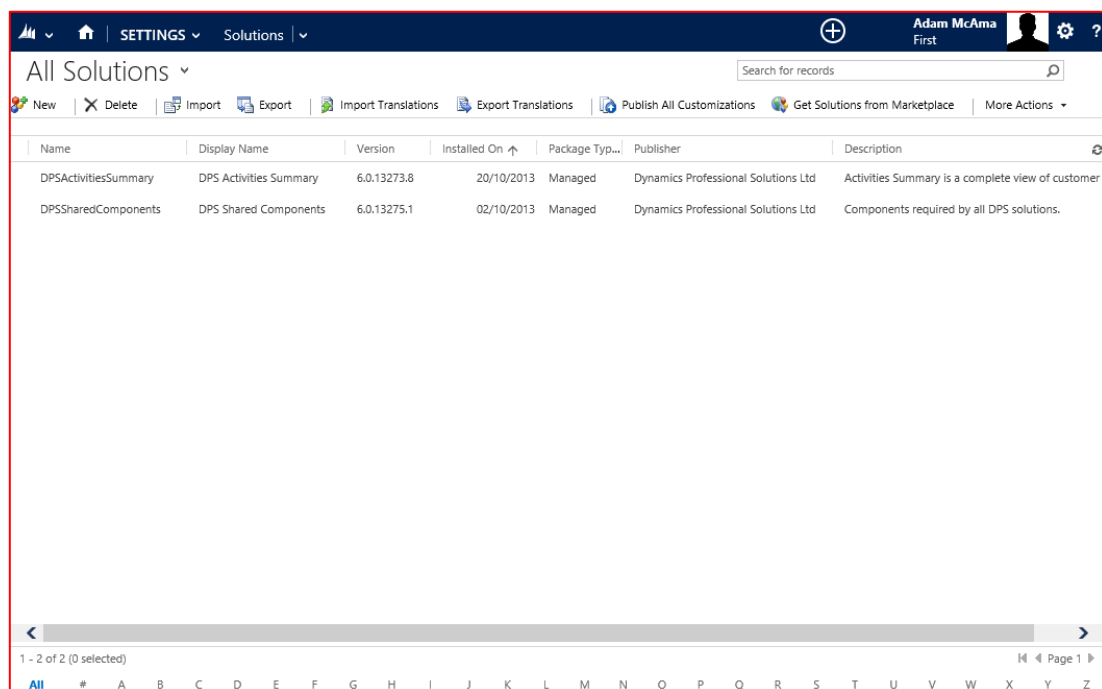 SETTINGS Solutions Adam McAma
First ?
All Solutions Search for records
New Delete Import Export Import Translations Export Translations Publish All Customizations Get Solutions from Marketplace More Actions
Name Display Name Version Installed On Package Typ... Publisher Description
DPSActivitiesSummary DPS Activities Summary 6.0.13273.8 20/10/2013 Managed Dynamics Professional Solutions Ltd Activities Summary is a complete view of customer
DPSSharedComponents DPS Shared Components 6.0.13275.1 02/10/2013 Managed Dynamics Professional Solutions Ltd Components required by all DPS solutions.
1 - 2 of 2 (0 selected) Page 1
All # A B C D E F G H I J K L M N O P Q R S T U V W X Y Z